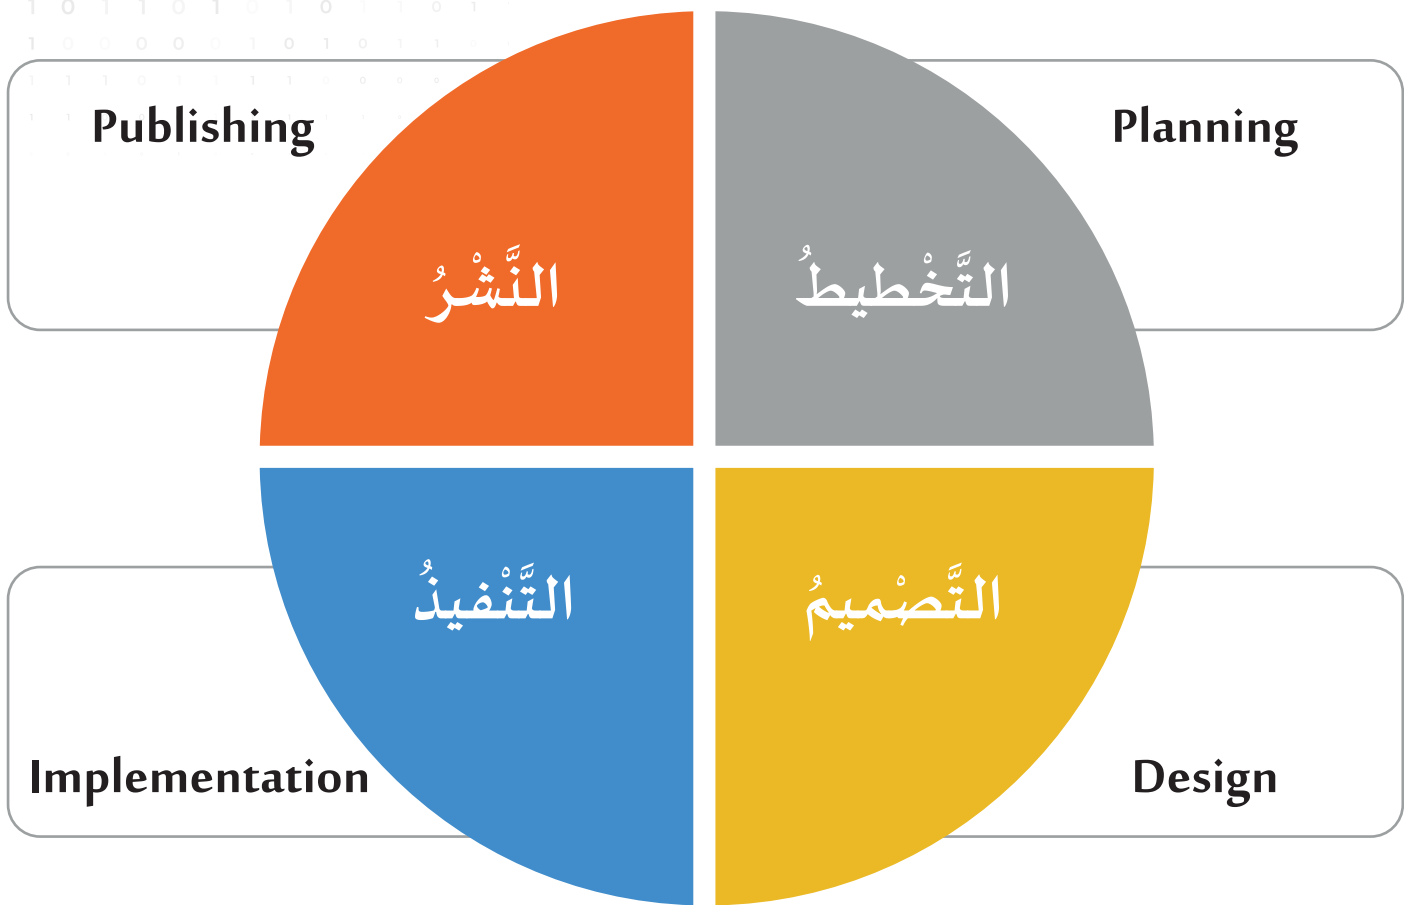 Publishing
Planning
النَّشْرُ
التَّخْطيطُ
التَّنْفيذُ
التَّصْميمُ
Implementation
Design